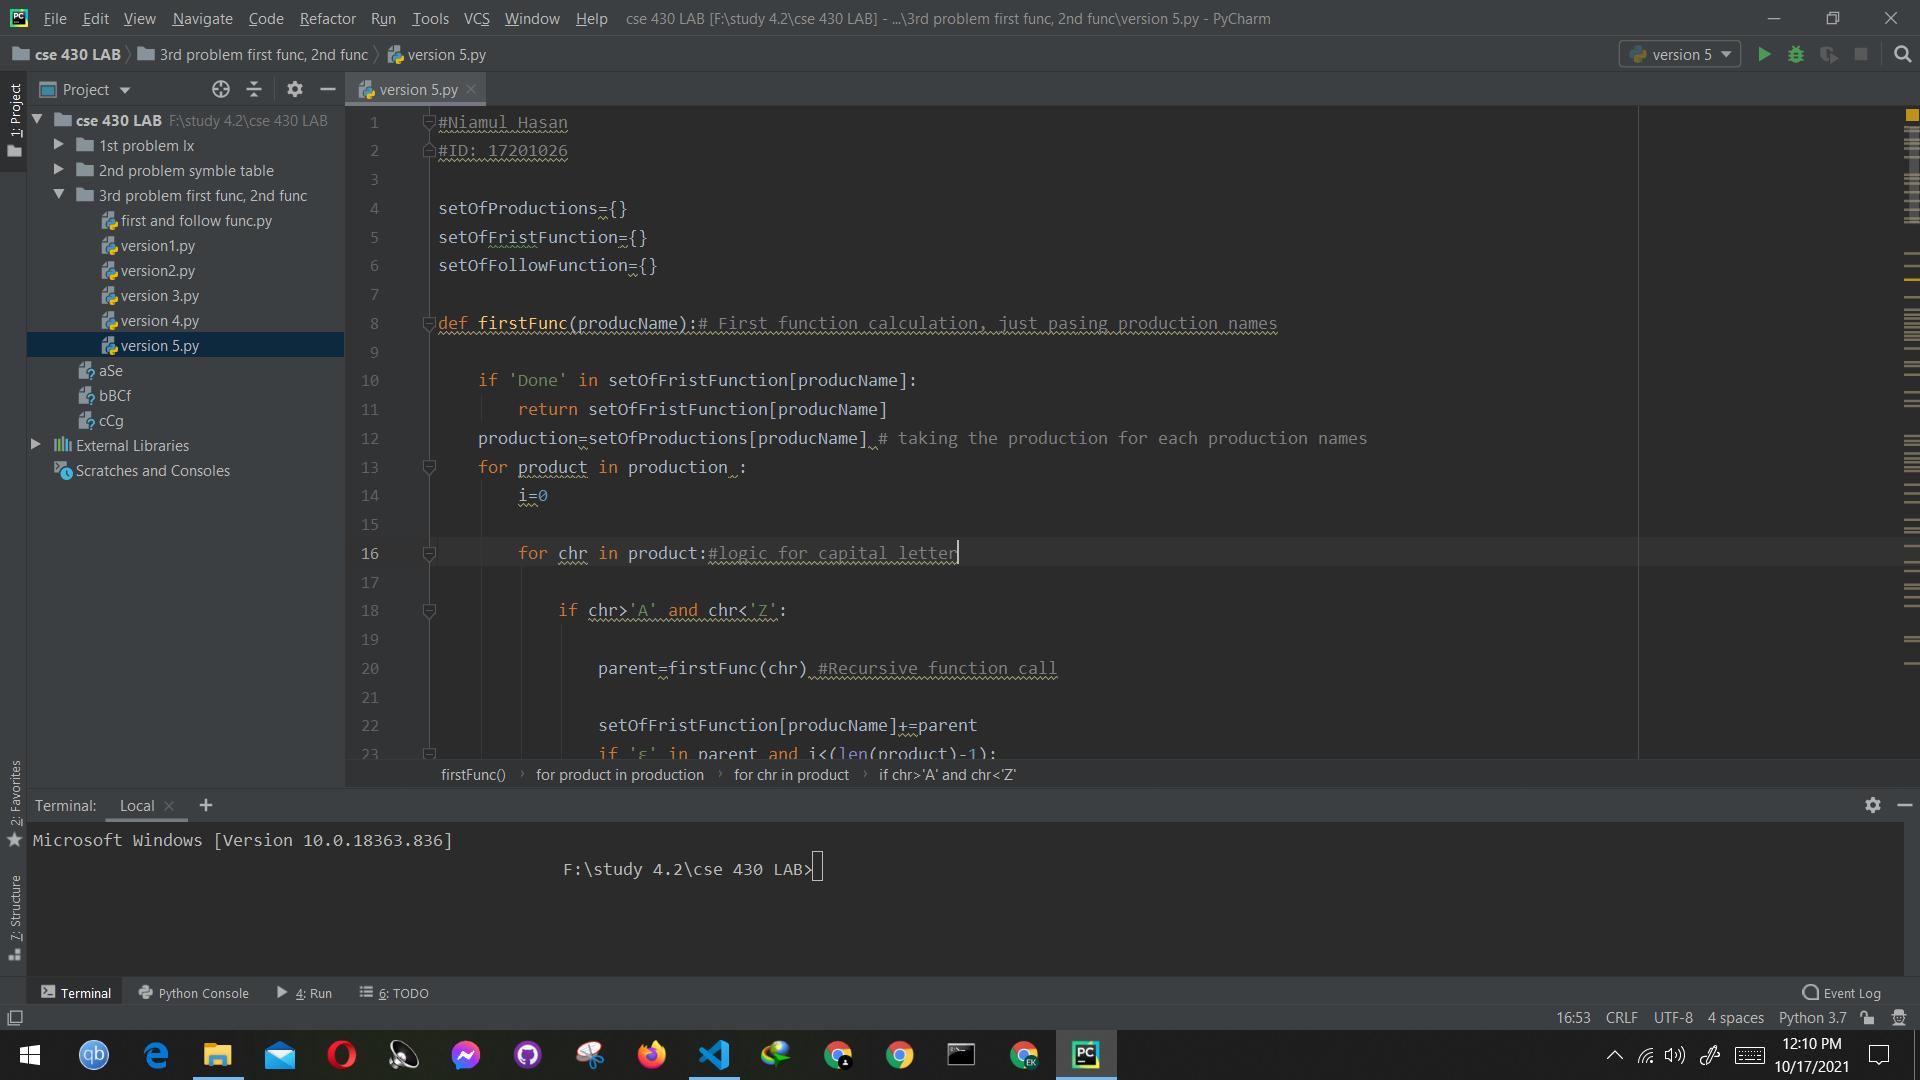 File Edit View Navigate Code Refactor Run Tools VCS Window Help cse 430 LAB [F:\study 4.2\cse 430 LAB] - ...\3rd problem first func, 2nd func\version 5.py - PyCharm
cse 430 LAB 3rd problem first func, 2nd func version 5.py version 5
1: Project
Project
version 5.py
cse 430 LAB F:\study 4.2\cse 430 LAB
1st problem lx
2nd problem symble table
3rd problem first func, 2nd func
first and follow func.py
version1.py
version2.py
version 3.py
version 4.py
version 5.py
aSe
bBCf
cCg
External Libraries
Scratches and Consoles
1 #Niamul Hasan
2 #ID: 17201026
3
4 setOfProductions={}
5 setOfFristFunction={}
6 setOfFollowFunction={}
7
8 def firstFunc(producName):# First function calculation, just pasing production names
9
10 if 'Done' in setOfFristFunction[producName]:
11 return setOfFristFunction[producName]
12 production=setOfProductions[producName] # taking the production for each production names
13 for product in production :
14 i=0
15
16 for chr in product:#logic for capital letter
17
18 if chr>'A' and chr<'Z':
19
20 parent=firstFunc(chr) #Recursive function call
21
22 setOfFristFunction[producName]+=parent
23 if 'ε' in parent and i<(len(product)-1):
firstFunc() for product in production for chr in product if chr>'A' and chr<'Z'
2: Favorites
7: Structure
Terminal: Local +
Microsoft Windows [Version 10.0.18363.836]
F:\study 4.2\cse 430 LAB>
Terminal Python Console 4: Run 6: TODO Event Log
16:53 CRLF UTF-8 4 spaces Python 3.7
qb EK PC 12:10 PM
10/17/2021